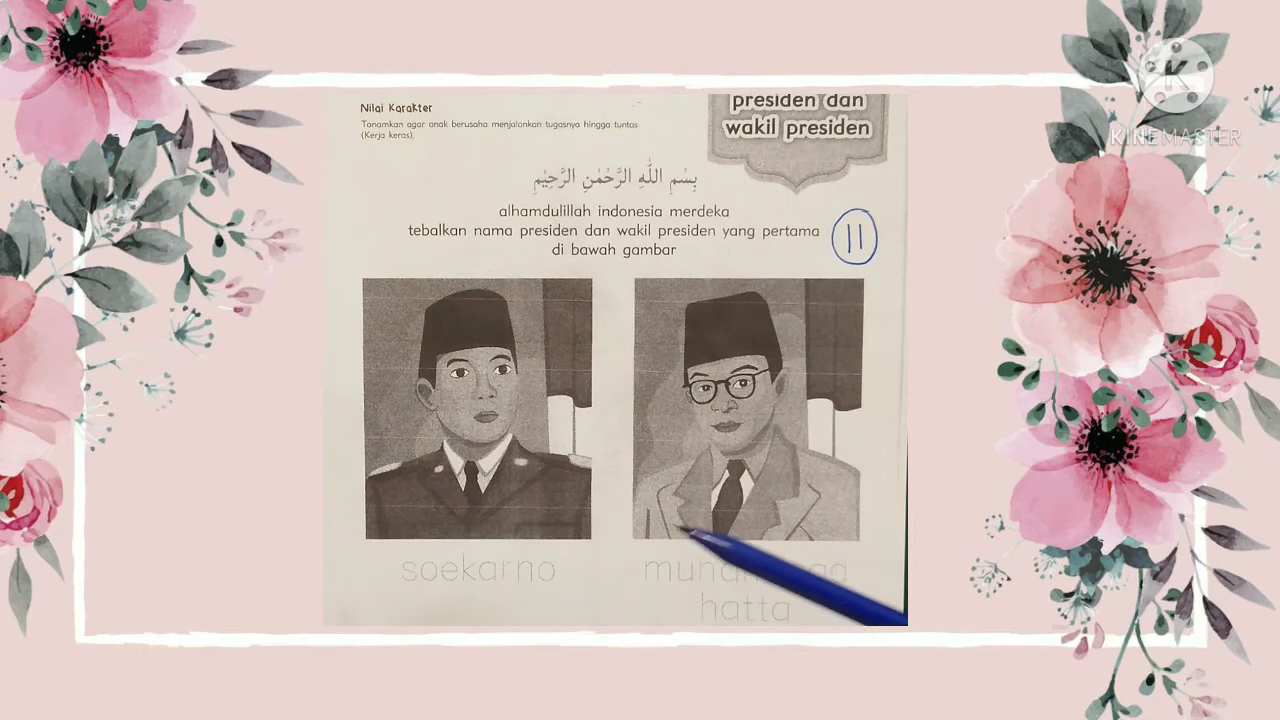 Nilai Karakter
Tanamkan agar anak berusaha menjalankan tugasnya hingga tuntas.
(Kerja keras).
presiden dan
wakil presiden
بِسْمِ اللّٰهِ الرَّحْمٰنِ الرَّحِيْمِ
alhamdulillah indonesia merdeka
tebalkan nama presiden dan wakil presiden yang pertama
di bawah gambar
11
soekarno
hatta
KINEMASTER